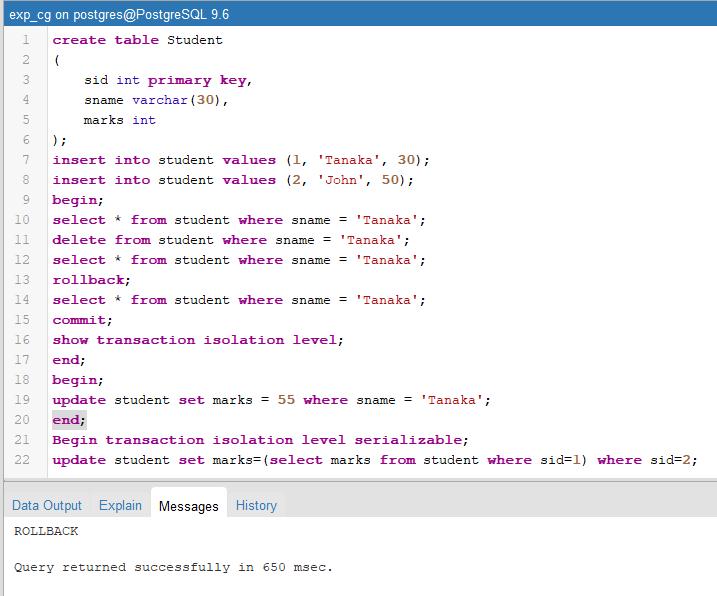 exp_cg on postgres@PostgreSQL 9.6
1 create table Student
2 (
3 sid int primary key,
4 sname varchar(30),
5 marks int
6 );
7 insert into student values (1, 'Tanaka', 30);
8 insert into student values (2, 'John', 50);
9 begin;
10 select * from student where sname = 'Tanaka';
11 delete from student where sname = 'Tanaka';
12 select * from student where sname = 'Tanaka';
13 rollback;
14 select * from student where sname = 'Tanaka';
15 commit;
16 show transaction isolation level;
17 end;
18 begin;
19 update student set marks = 55 where sname = 'Tanaka';
20 end;
21 Begin transaction isolation level serializable;
22 update student set marks=(select marks from student where sid=1) where sid=2;
Data Output Explain Messages History
ROLLBACK
Query returned successfully in 650 msec.